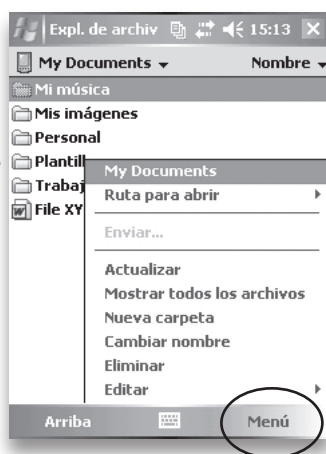 Expl. de archiv 15:13
My Documents Nombre
Mi música
Mis imágenes
Personal
Plantill
Trabaj
File XY
My Documents
Ruta para abrir
Enviar...
Actualizar
Mostrar todos los archivos
Nueva carpeta
Cambiar nombre
Eliminar
Editar
Arriba Menú